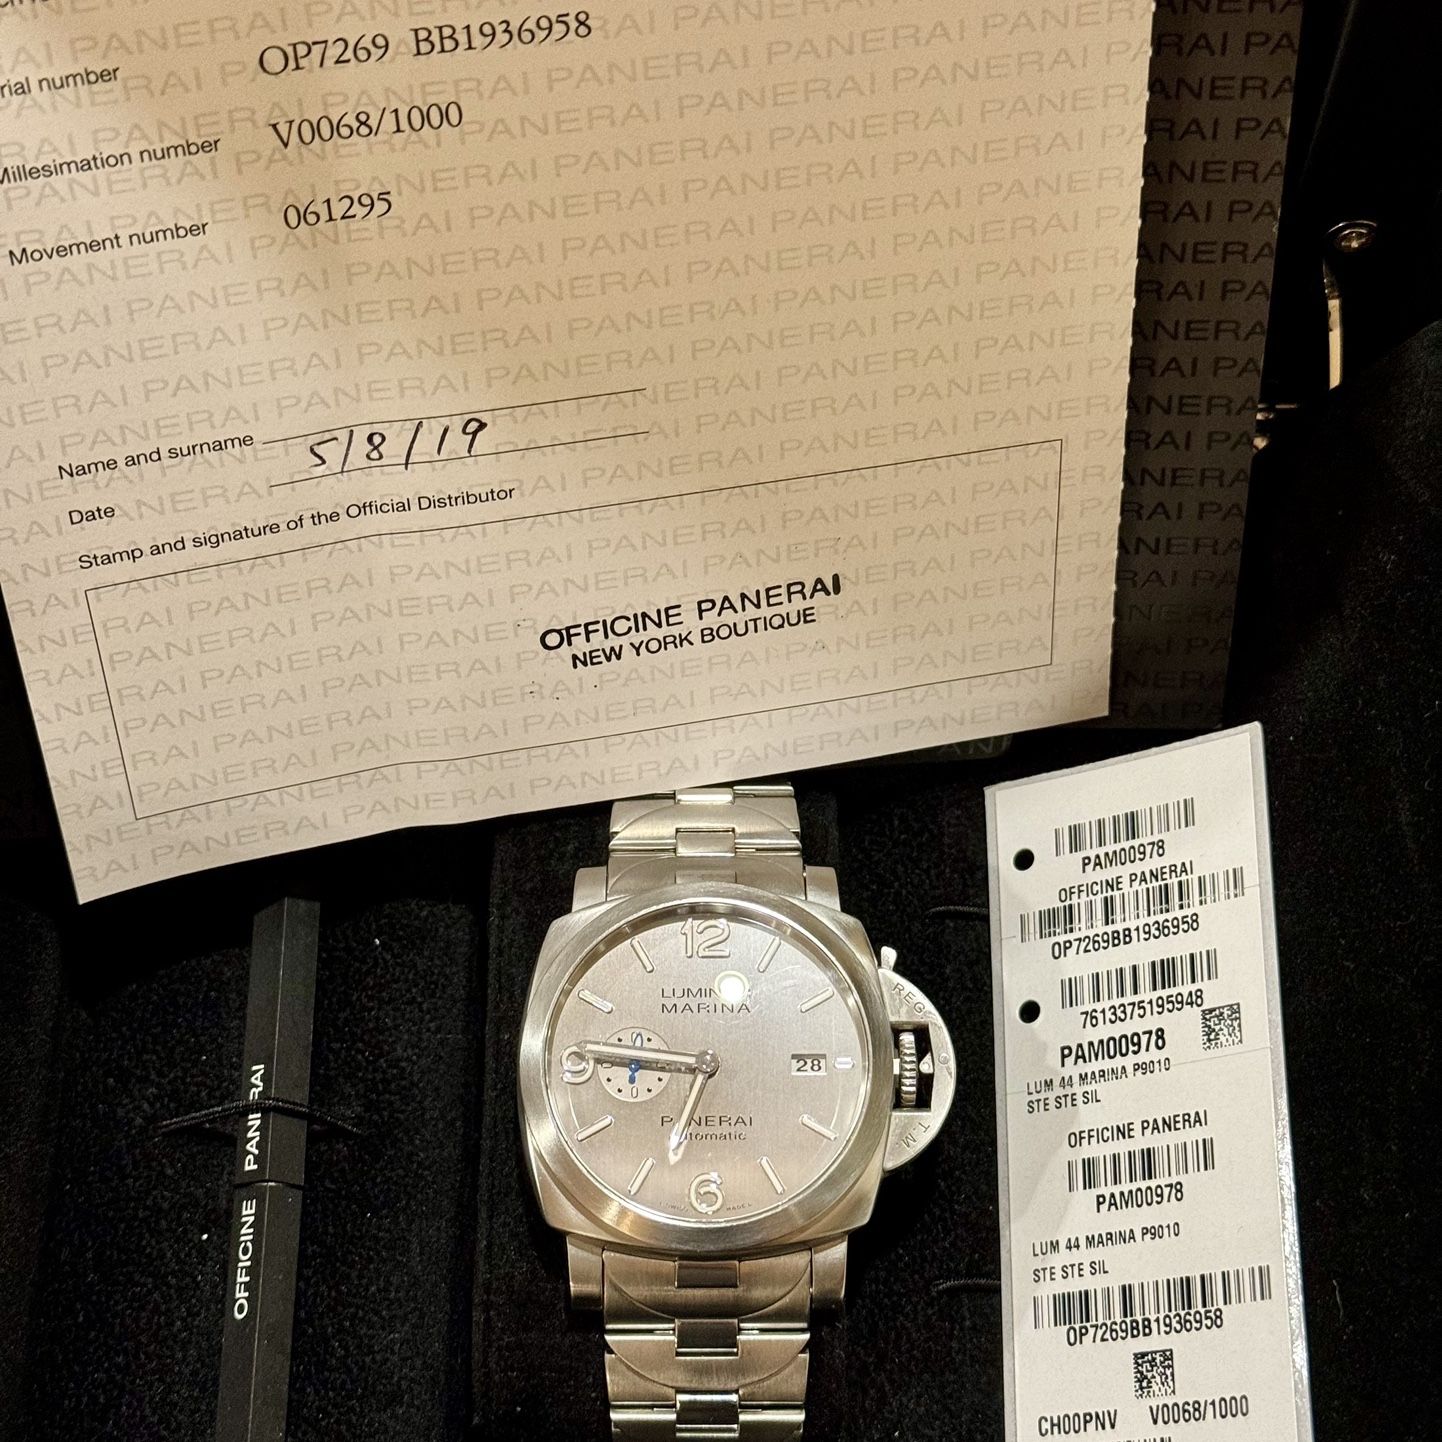 rial number OP7269 BB1936958
Millesimation number V0068/1000
Movement number 061295
Name and surname
5/8/19
Date
Stamp and signature of the Official Distributor
OFFICINE PANERAI
NEW YORK BOUTIQUE
OFFICINE PANERAI
12
LUMIN
MARINA
9
28
PANERAI
Automatic
6
REG
T.M.
PAM00978
OFFICINE PANERAI
OP7269BB1936958
7613375195948
PAM00978
LUM 44 MARINA P9010
STE STE SIL
OFFICINE PANERAI
PAM00978
LUM 44 MARINA P9010
STE STE SIL
OP7269BB1936958
CH00PNV V0068/1000